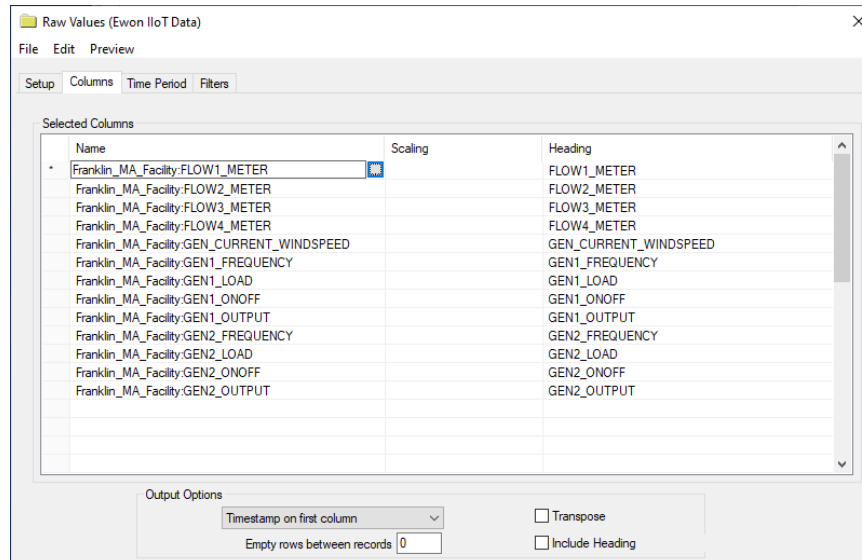 Raw Values (Ewon IIoT Data)
File Edit Preview
Setup Columns Time Period Filters
Selected Columns
Name Scaling Heading
* Franklin_MA_Facility:FLOW1_METER FLOW1_METER
Franklin_MA_Facility:FLOW2_METER FLOW2_METER
Franklin_MA_Facility:FLOW3_METER FLOW3_METER
Franklin_MA_Facility:FLOW4_METER FLOW4_METER
Franklin_MA_Facility:GEN_CURRENT_WINDSPEED GEN_CURRENT_WINDSPEED
Franklin_MA_Facility:GEN1_FREQUENCY GEN1_FREQUENCY
Franklin_MA_Facility:GEN1_LOAD GEN1_LOAD
Franklin_MA_Facility:GEN1_ONOFF GEN1_ONOFF
Franklin_MA_Facility:GEN1_OUTPUT GEN1_OUTPUT
Franklin_MA_Facility:GEN2_FREQUENCY GEN2_FREQUENCY
Franklin_MA_Facility:GEN2_LOAD GEN2_LOAD
Franklin_MA_Facility:GEN2_ONOFF GEN2_ONOFF
Franklin_MA_Facility:GEN2_OUTPUT GEN2_OUTPUT
Output Options
Timestamp on first column Transpose
Empty rows between records 0 Include Heading